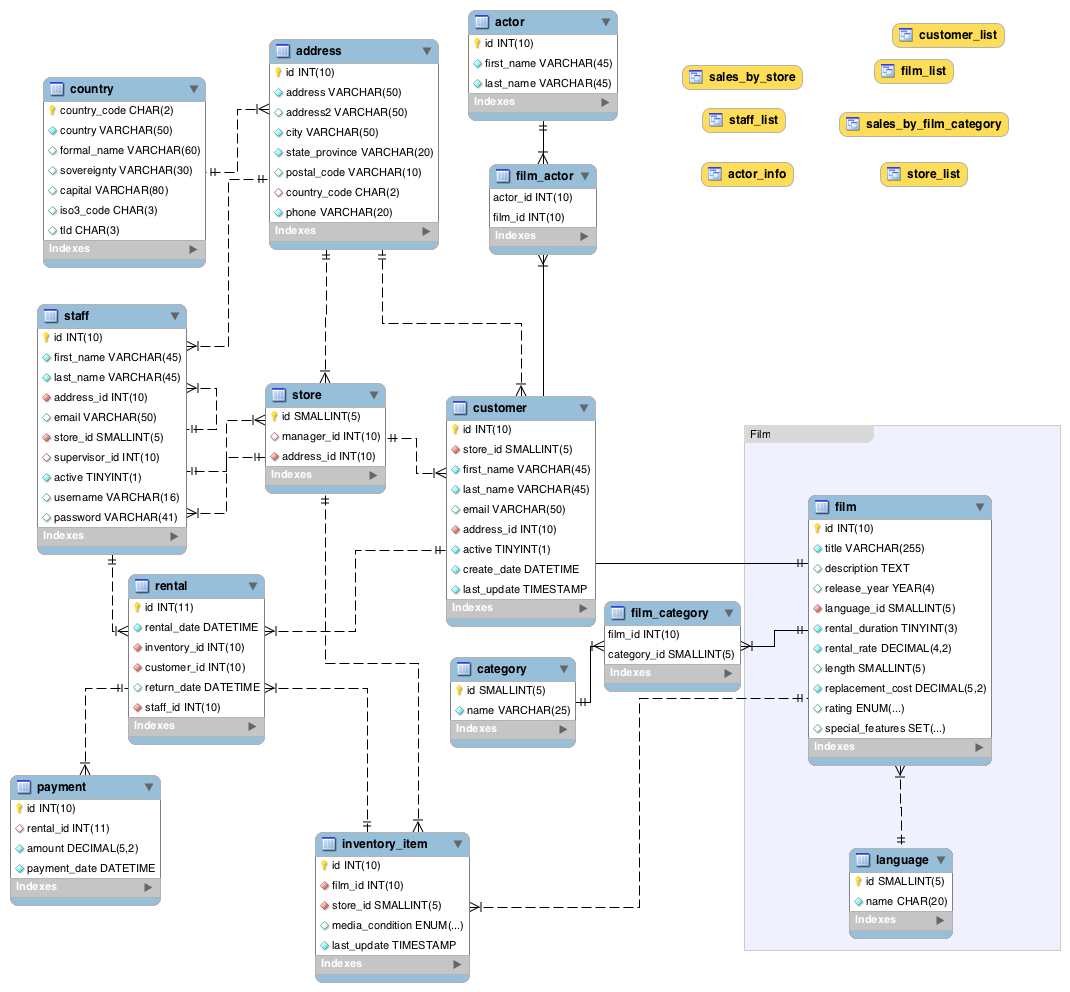 actor
id INT(10)
first_name VARCHAR(45)
last_name VARCHAR(45)
Indexes
customer_list
film_list
sales_by_store
staff_list
sales_by_film_category
actor_info
store_list
address
id INT(10)
address VARCHAR(50)
address2 VARCHAR(50)
city VARCHAR(50)
state_province VARCHAR(20)
postal_code VARCHAR(10)
country_code CHAR(2)
phone VARCHAR(20)
Indexes
country
country_code CHAR(2)
country VARCHAR(50)
formal_name VARCHAR(60)
sovereignty VARCHAR(30)
capital VARCHAR(80)
iso3_code CHAR(3)
tld CHAR(3)
Indexes
film_actor
actor_id INT(10)
film_id INT(10)
Indexes
staff
id INT(10)
first_name VARCHAR(45)
last_name VARCHAR(45)
address_id INT(10)
email VARCHAR(50)
store_id SMALLINT(5)
supervisor_id INT(10)
active TINYINT(1)
username VARCHAR(16)
password VARCHAR(41)
Indexes
store
id SMALLINT(5)
manager_id INT(10)
address_id INT(10)
Indexes
customer
id INT(10)
store_id SMALLINT(5)
first_name VARCHAR(45)
last_name VARCHAR(45)
email VARCHAR(50)
address_id INT(10)
active TINYINT(1)
create_date DATETIME
last_update TIMESTAMP
Indexes
Film
film
id INT(10)
title VARCHAR(255)
description TEXT
release_year YEAR(4)
language_id SMALLINT(5)
rental_duration TINYINT(3)
rental_rate DECIMAL(4,2)
length SMALLINT(5)
replacement_cost DECIMAL(5,2)
rating ENUM(...)
special_features SET(...)
Indexes
rental
id INT(11)
rental_date DATETIME
inventory_id INT(10)
customer_id INT(10)
return_date DATETIME
staff_id INT(10)
Indexes
film_category
film_id INT(10)
category_id SMALLINT(5)
Indexes
category
id SMALLINT(5)
name VARCHAR(25)
Indexes
payment
id INT(10)
rental_id INT(11)
amount DECIMAL(5,2)
payment_date DATETIME
Indexes
inventory_item
id INT(10)
film_id INT(10)
store_id SMALLINT(5)
media_condition ENUM(...)
last_update TIMESTAMP
Indexes
language
id SMALLINT(5)
name CHAR(20)
Indexes